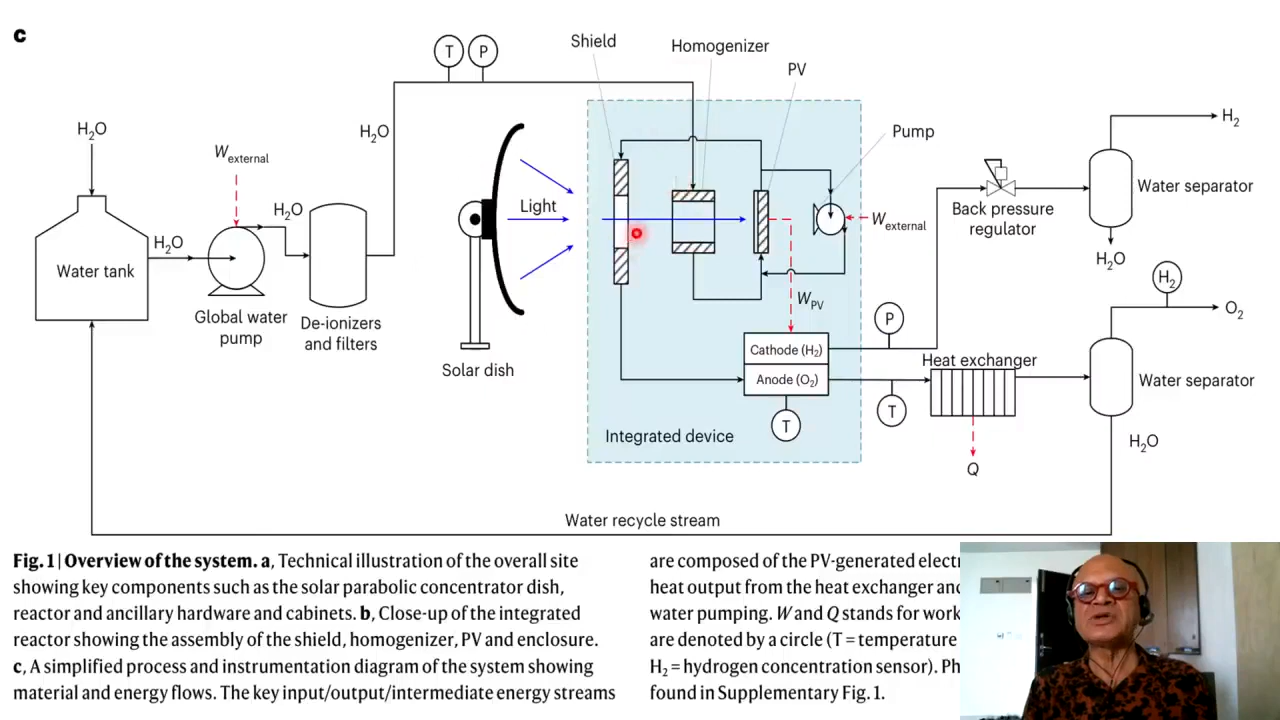 c
Shield
Homogenizer
PV
T
P
H₂O
H₂O
W external
H₂O
H₂O
Water tank
Global water
pump
De-ionizers
and filters
Light
Solar dish
Pump
W external
W PV
Cathode (H₂)
Anode (O₂)
T
Integrated device
P
T
Heat exchanger
Q
Back pressure
regulator
H₂
Water separator
H₂O
H₂
O₂
Water separator
H₂O
Water recycle stream
Fig. 1 | Overview of the system. a, Technical illustration of the overall site
showing key components such as the solar parabolic concentrator dish,
reactor and ancillary hardware and cabinets. b, Close-up of the integrated
reactor showing the assembly of the shield, homogenizer, PV and enclosure.
c, A simplified process and instrumentation diagram of the system showing
material and energy flows. The key input/output/intermediate energy streams
are composed of the PV-generated electr
heat output from the heat exchanger and
water pumping. W and Q stands for work
are denoted by a circle (T = temperature
H₂ = hydrogen concentration sensor). Ph
found in Supplementary Fig. 1.